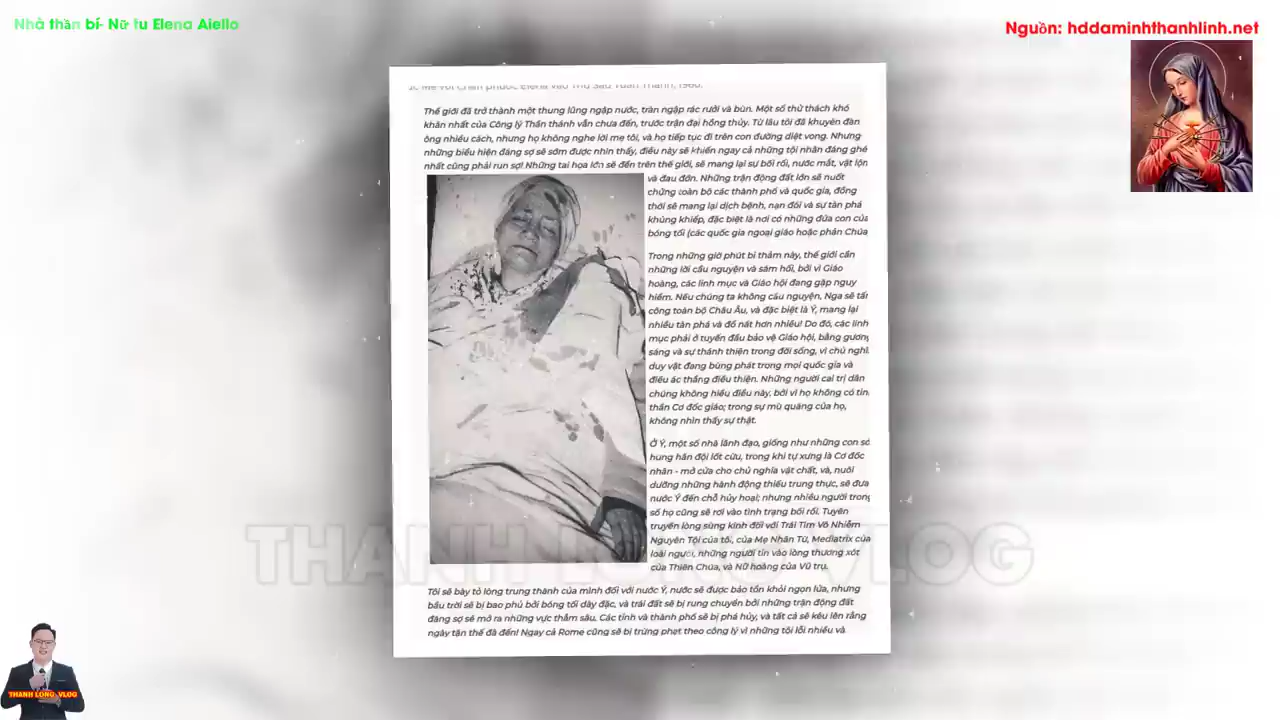 Nhà thần bí- Nữ tu Elena Aiello
Nguồn: hddaminhthanhlinh.net
Thế giới đã trở thành một thung lũng ngập nước, tràn ngập rác rưởi và bùn. Một số thử thách khó
khăn nhất của Công lý Thần thánh vẫn chưa đến, trước trận đại hồng thủy. Từ lâu tôi đã khuyên đàn
ông nhiều cách, nhưng họ không nghe lời mẹ tôi, và họ tiếp tục đi trên con đường diệt vong. Nhưng
những biểu hiện đáng sợ sẽ sớm được nhìn thấy, điều này sẽ khiến ngay cả những tội nhân đáng ghê
nhất cũng phải run sợ! Những tai họa lớn sẽ đến trên thế giới, sẽ mang lại sự bối rối, nước mắt, vật lộn
và đau đớn. Những trận động đất lớn sẽ nuốt
chửng toàn bộ các thành phố và quốc gia, đồng
thời sẽ mang lại dịch bệnh, nạn đói và sự tàn phá
khủng khiếp, đặc biệt là nơi có những đứa con của
bóng tối (các quốc gia ngoại giáo hoặc phản Chúa
Trong những giờ phút bi thảm này, thế giới cần
những lời cầu nguyện và sám hối, bởi vì Giáo
hoàng, các linh mục và Giáo hội đang gặp nguy
hiểm. Nếu chúng ta không cầu nguyện, Nga sẽ tấn
công toàn bộ Châu Âu, và đặc biệt là Ý, mang lại
nhiều tàn phá và đổ nát hơn nhiều! Do đó, các linh
mục phải ở tuyến đầu bảo vệ Giáo hội, bằng gương
sáng và sự thánh thiện trong đời sống, vì chủ nghĩ
duy vật đang bùng phát trong mọi quốc gia và
điều ác thắng điều thiện. Những người cai trị dân
chúng không hiểu điều này, bởi vì họ không có tin
thần Cơ đốc giáo; trong sự mù quáng của họ,
không nhìn thấy sự thật.
Ở Ý, một số nhà lãnh đạo, giống như những con só
hung hãn đội lốt cừu, trong khi tự xưng là Cơ đốc
nhân - mở cửa cho chủ nghĩa vật chất, và, nuôi
dưỡng những hành động thiếu trung thực, sẽ đưa
nước Ý đến chỗ hủy hoại; nhưng nhiều người trong
số họ cũng sẽ rơi vào tình trạng bối rối. Tuyên
truyền lòng sùng kính đối với Trái Tim Vô Nhiễm
Nguyên Tội của tôi, của Mẹ Nhân Từ, Mediatrix của
loài người, những người tin vào lòng thương xót
của Thiên Chúa, và Nữ hoàng của Vũ trụ.
Tôi sẽ bày tỏ lòng trung thành của mình đối với nước Ý, nước sẽ được bảo tồn khỏi ngọn lửa, nhưng
bầu trời sẽ bị bao phủ bởi bóng tối dày đặc, và trái đất sẽ bị rung chuyển bởi những trận động đất
đáng sợ sẽ mở ra những vực thẳm sâu. Các tỉnh và thành phố sẽ bị phá hủy, và tất cả sẽ kêu lên rằng
ngày tận thế đã đến! Ngay cả Rome cũng sẽ bị trừng phạt theo công lý vì những tội lỗi nhiều và
THANH LONG VLOG
THANH LONG VLOG